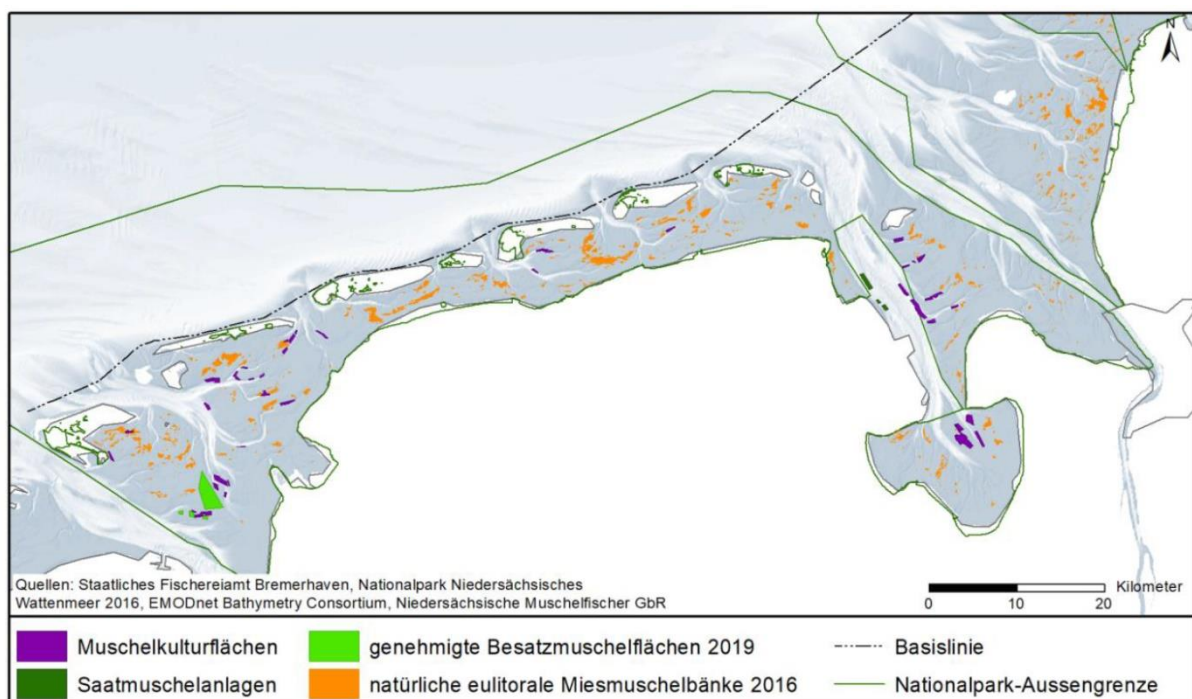 N
Quellen: Staatliches Fischereiamt Bremerhaven, Nationalpark Niedersächsisches
Wattenmeer 2016, EMODnet Bathymetry Consortium, Niedersächsische Muschelfischer GbR
Kilometer
0 10 20
Muschelkulturflächen
genehmigte Besatzmuschelflächen 2019
Basislinie
Saatmuschelanlagen
natürliche eulitorale Miesmuschelbänke 2016
Nationalpark-Aussengrenze